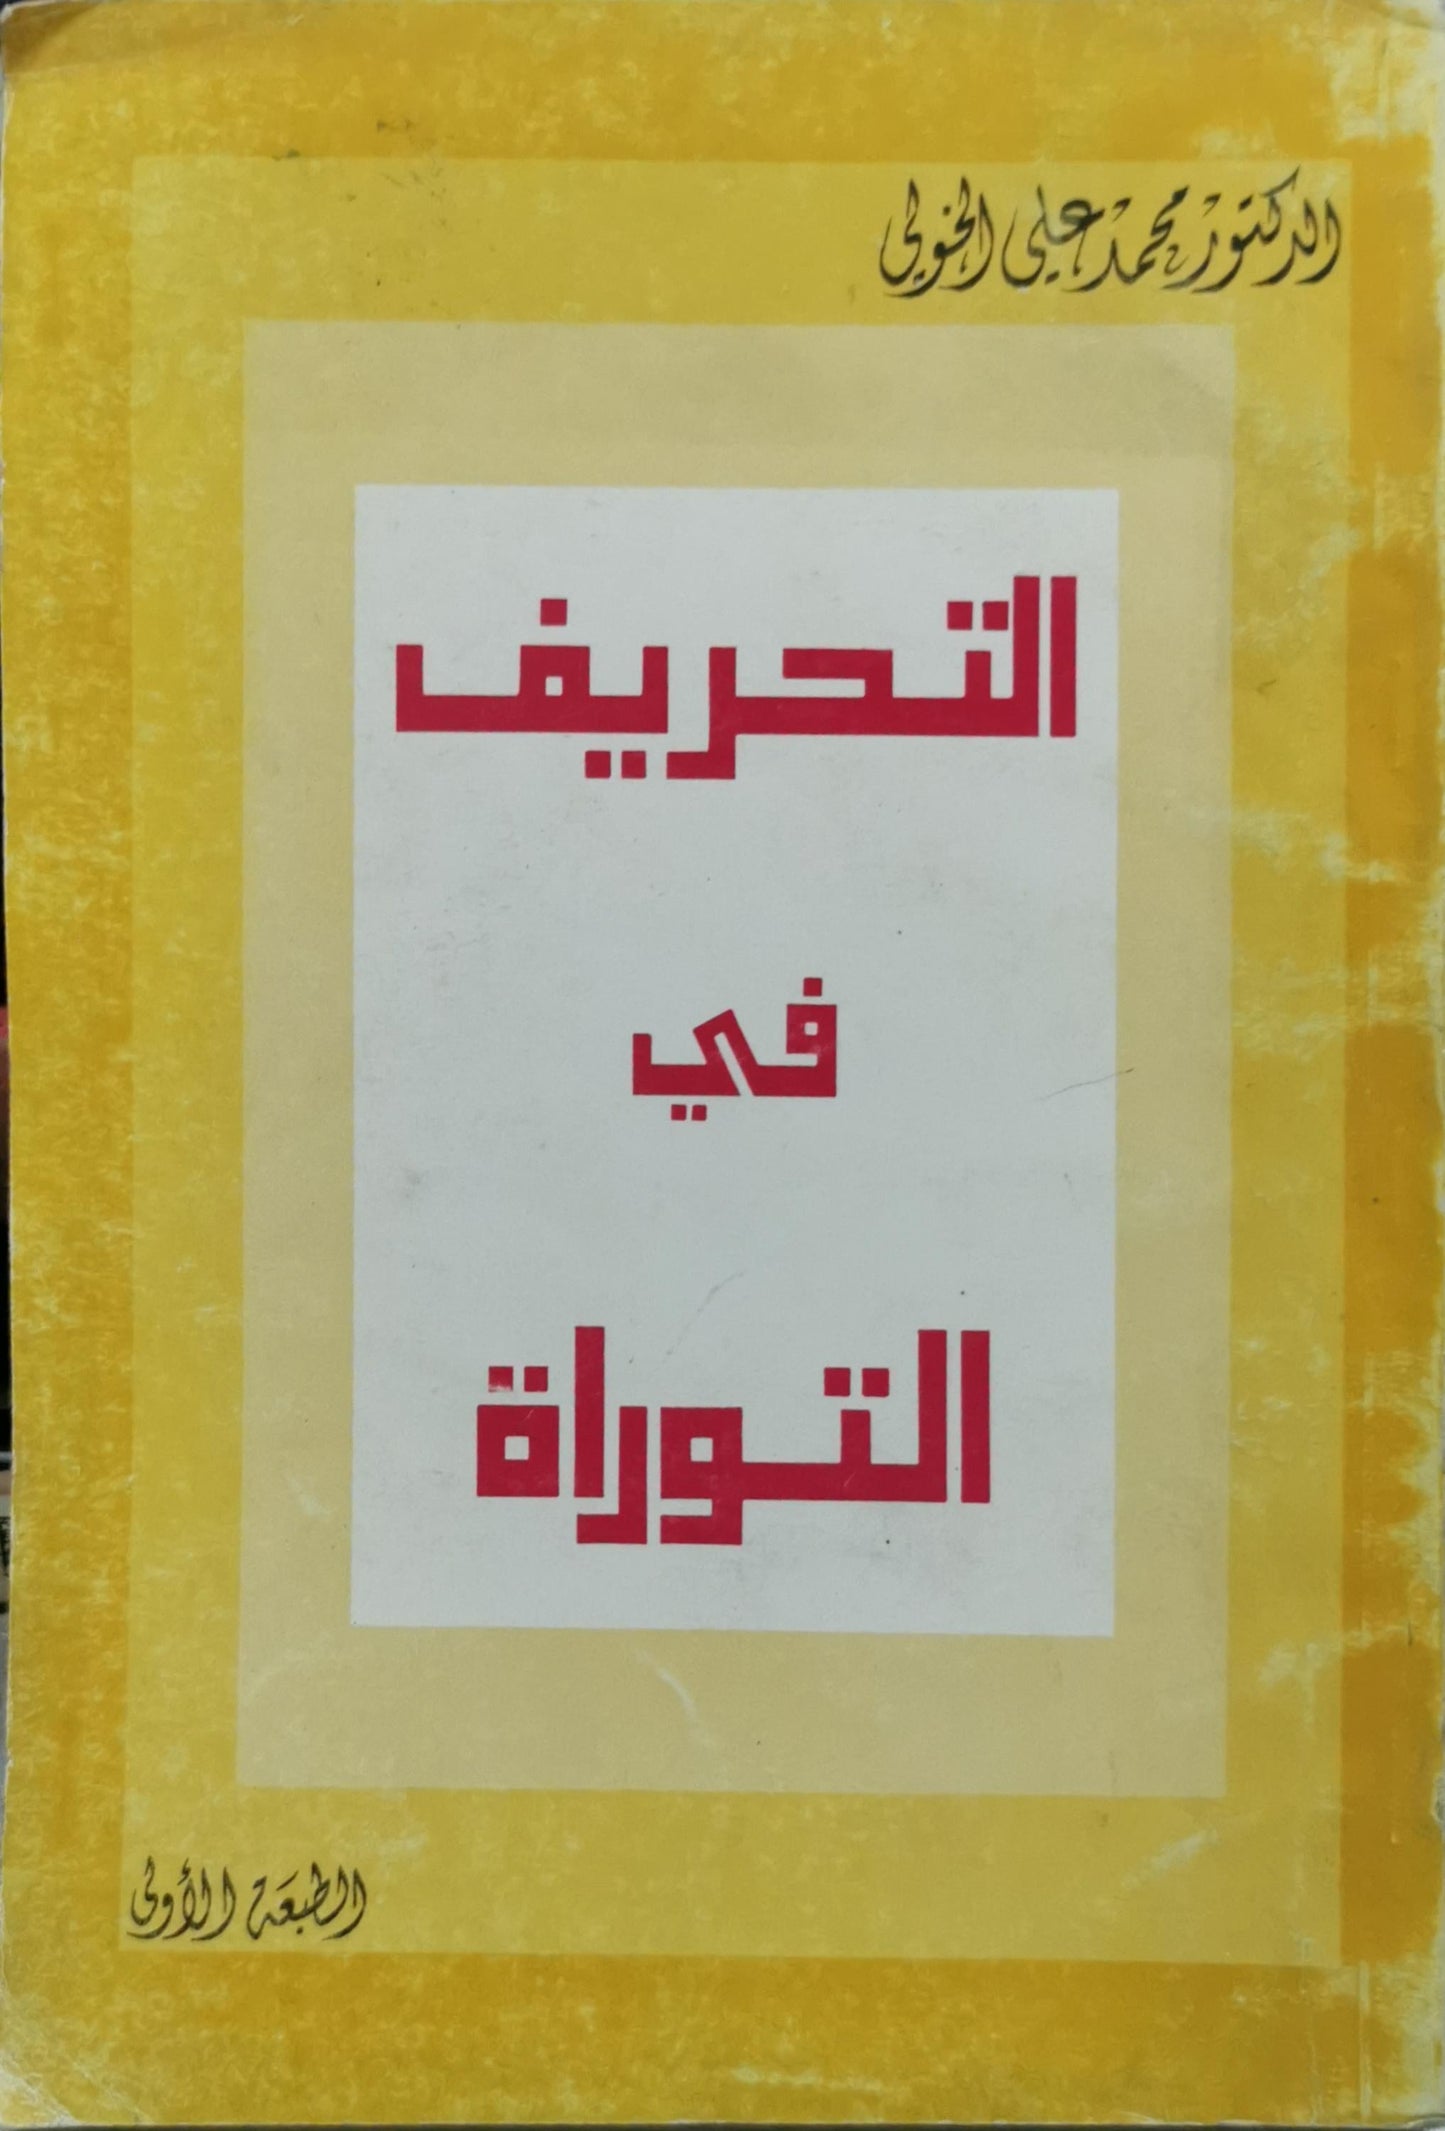 الدكتور محمد علي الخولي
التحريف
في
التوراة
الطبعة الأولى